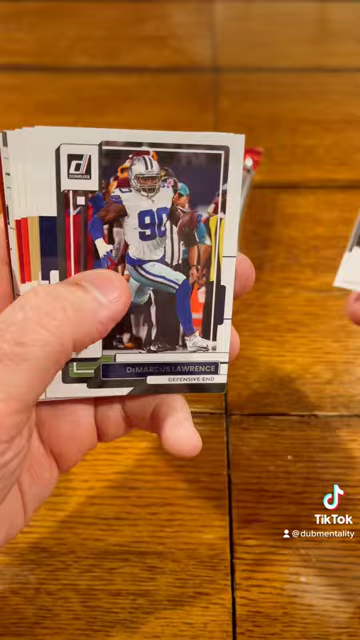 DONRUSS
90
DeMARCUS LAWRENCE
DEFENSIVE END
TikTok
@dubmentality